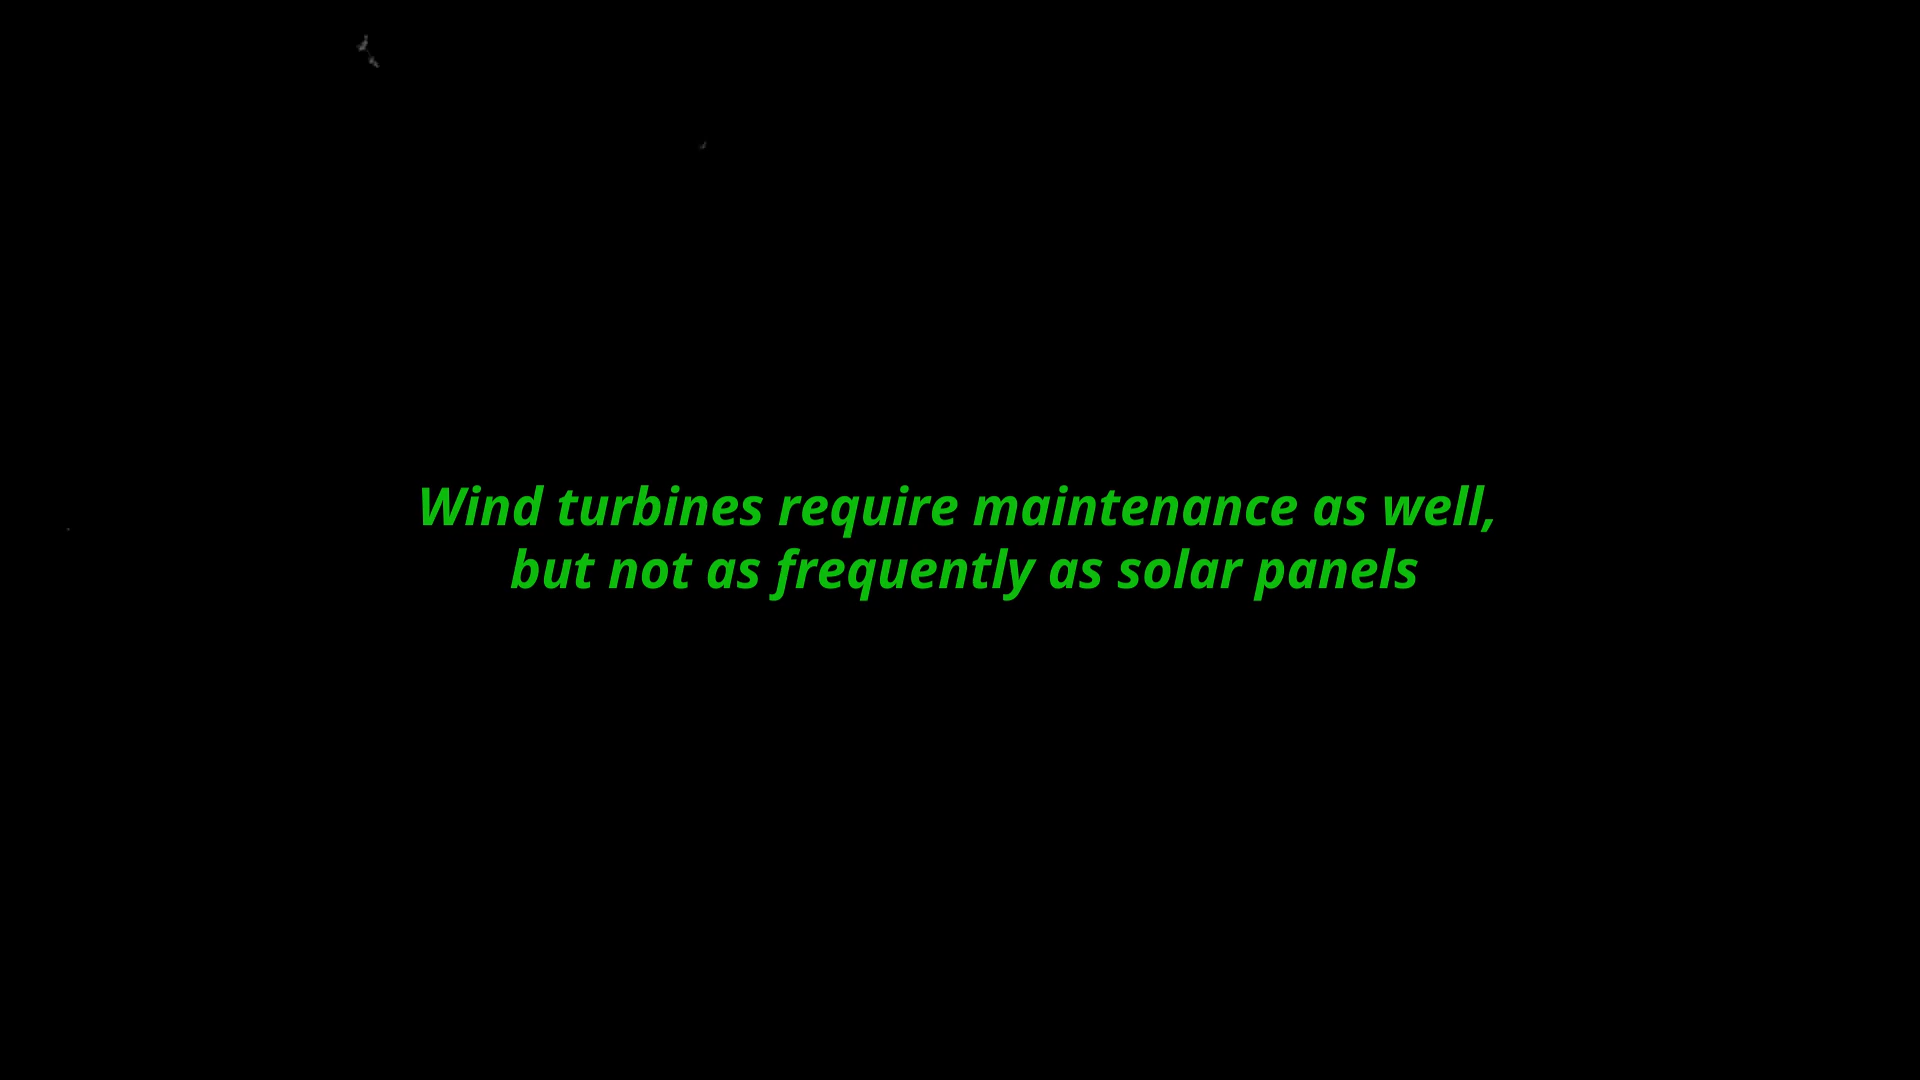 Wind turbines require maintenance as well,
but not as frequently as solar panels